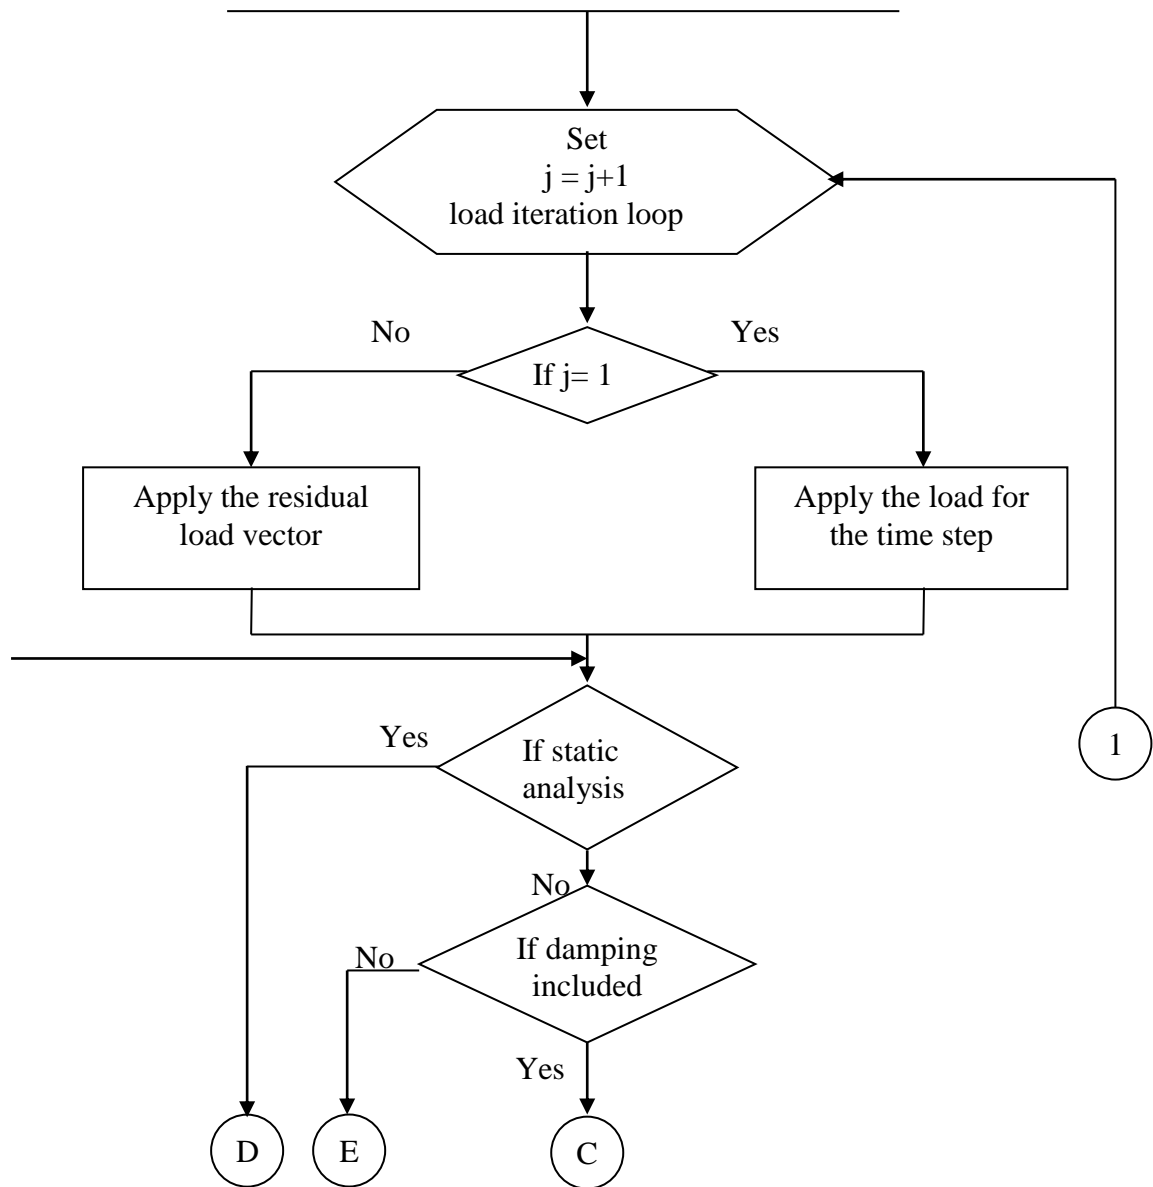 Set
j = j+1
load iteration loop
No
Yes
If j= 1
Apply the residual
load vector
Apply the load for
the time step
Yes
If static
analysis
1
No
No
If damping
included
Yes
D
E
C